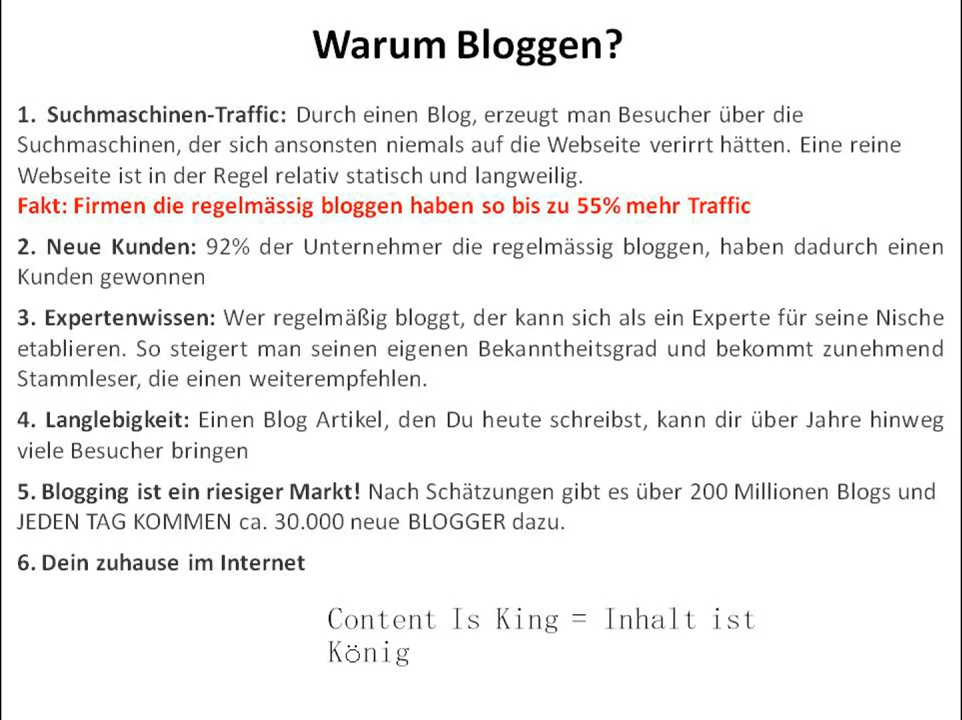 Warum Bloggen?
1. Suchmaschinen-Traffic: Durch einen Blog, erzeugt man Besucher über die
Suchmaschinen, der sich ansonsten niemals auf die Webseite verirrt hätten. Eine reine
Webseite ist in der Regel relativ statisch und langweilig.
Fakt: Firmen die regelmässig bloggen haben so bis zu 55% mehr Traffic
2. Neue Kunden: 92% der Unternehmer die regelmässig bloggen, haben dadurch einen
Kunden gewonnen
3. Expertenwissen: Wer regelmäßig bloggt, der kann sich als ein Experte für seine Nische
etablieren. So steigert man seinen eigenen Bekanntheitsgrad und bekommt zunehmend
Stammleser, die einen weiterempfehlen.
4. Langlebigkeit: Einen Blog Artikel, den Du heute schreibst, kann dir über Jahre hinweg
viele Besucher bringen
5. Blogging ist ein riesiger Markt! Nach Schätzungen gibt es über 200 Millionen Blogs und
JEDEN TAG KOMMEN ca. 30.000 neue BLOGGER dazu.
6. Dein zuhause im Internet
Content Is King = Inhalt ist
König